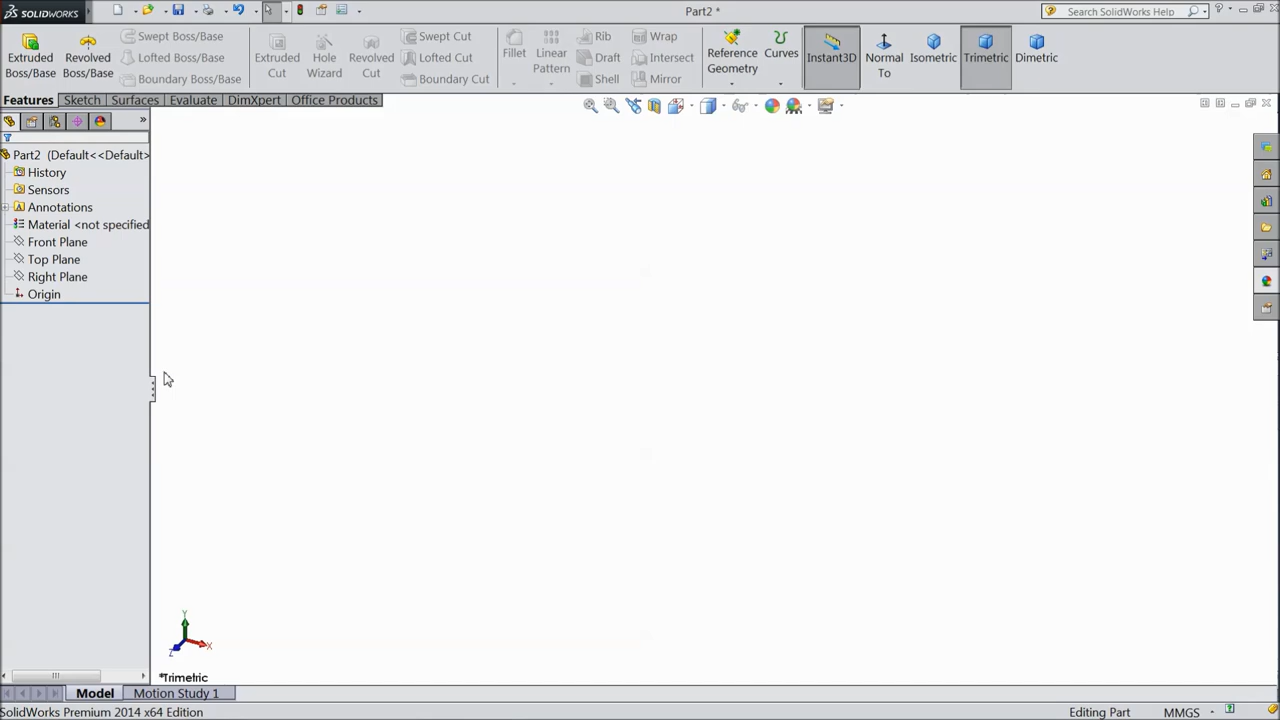 SOLIDWORKS
Part2 *
Search SolidWorks Help
Extruded Boss/Base
Revolved Boss/Base
Swept Boss/Base
Lofted Boss/Base
Boundary Boss/Base
Extruded Cut
Hole Wizard
Revolved Cut
Swept Cut
Lofted Cut
Boundary Cut
Fillet
Linear Pattern
Rib
Draft
Shell
Wrap
Intersect
Mirror
Reference Geometry
Curves
Instant3D
Normal To
Isometric
Trimetric
Dimetric
Features Sketch Surfaces Evaluate DimXpert Office Products
Part2 (Default<<Default>
History
Sensors
Annotations
Material <not specified
Front Plane
Top Plane
Right Plane
Origin
Y
X
Z
*Trimetric
Model Motion Study 1
SolidWorks Premium 2014 x64 Edition
Editing Part
MMGS